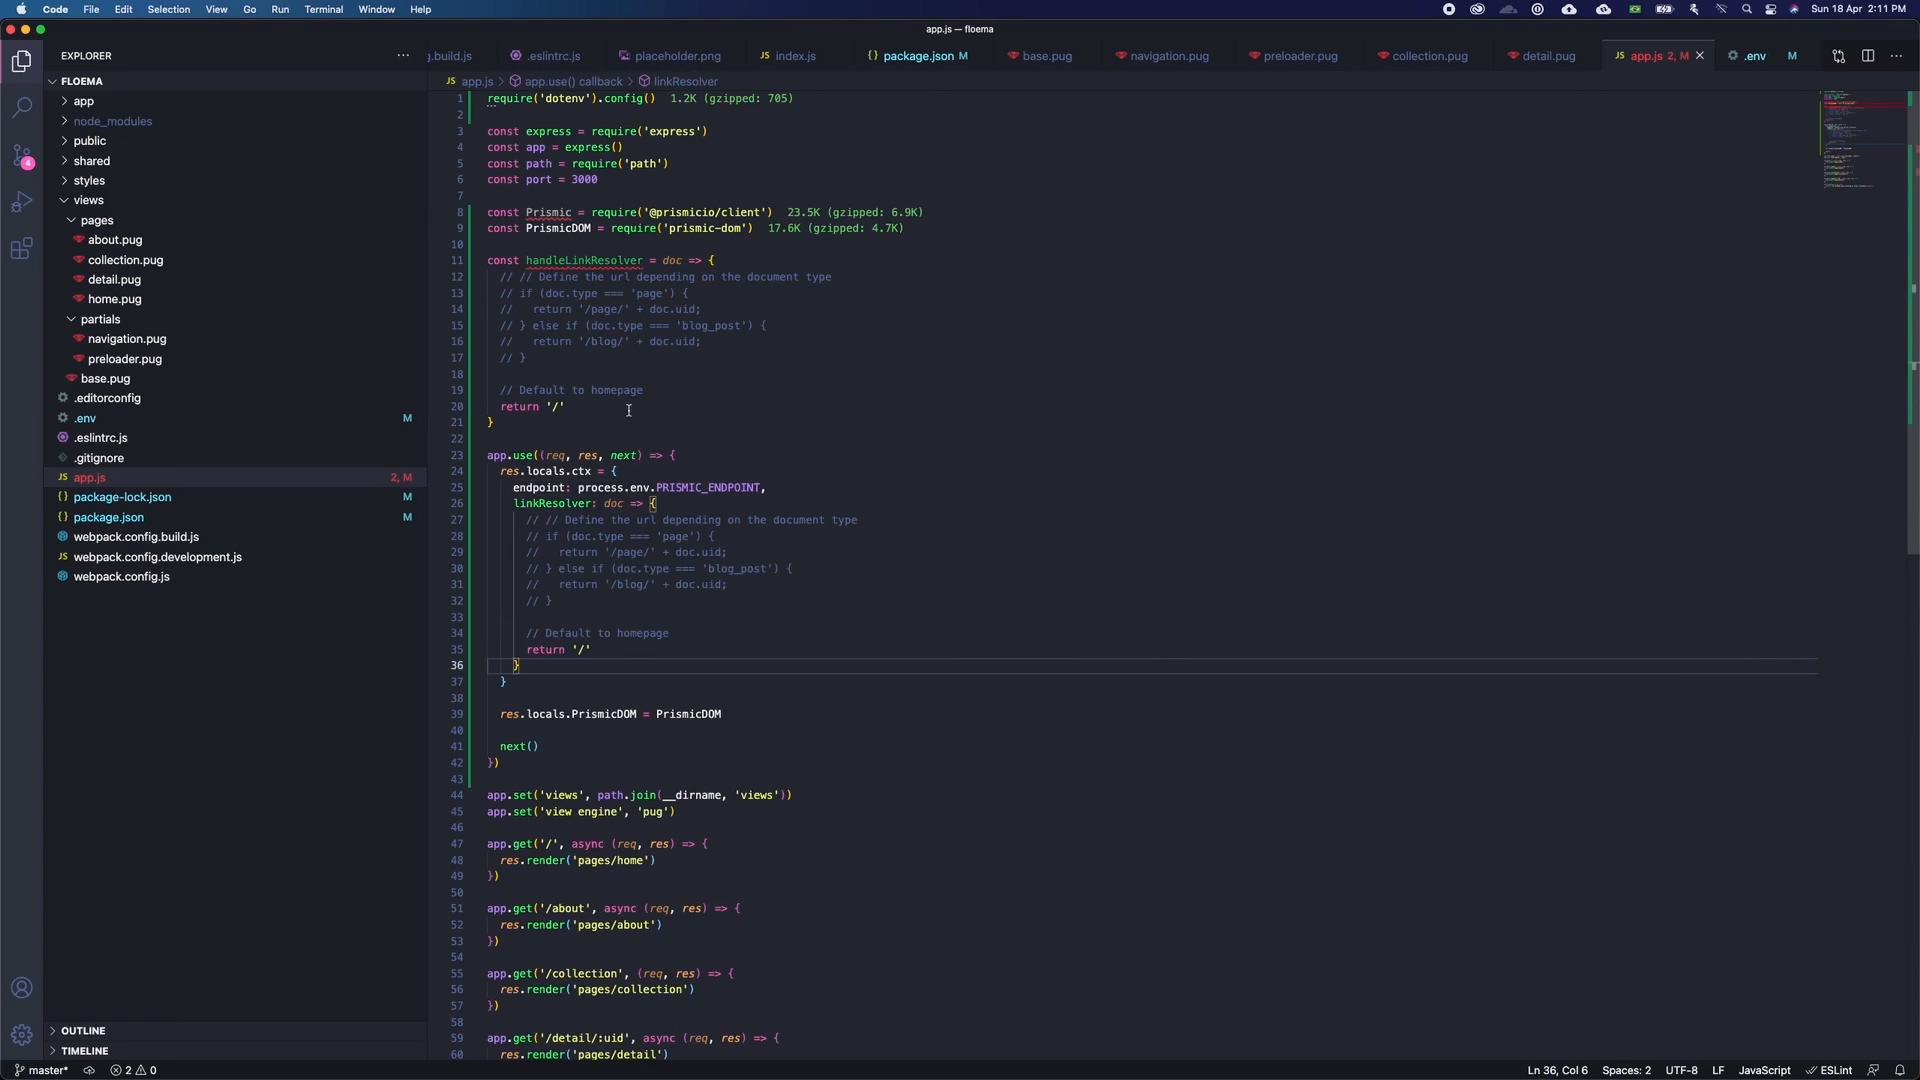 Code File Edit Selection View Go Run Terminal Window Help
Sun 18 Apr 2:11 PM
app.js — floema
EXPLORER
g.build.js .eslintrc.js placeholder.png JS index.js {} package.json M base.pug navigation.pug preloader.pug collection.pug detail.pug JS app.js 2, M .env M
JS app.js > app.use() callback > linkResolver
FLOEMA
app
node_modules
public
shared
styles
views
pages
about.pug
collection.pug
detail.pug
home.pug
partials
navigation.pug
preloader.pug
base.pug
.editorconfig
.env M
.eslintrc.js
.gitignore
JS app.js 2, M
{} package-lock.json M
{} package.json M
webpack.config.build.js
JS webpack.config.development.js
webpack.config.js
4
OUTLINE
TIMELINE
1 require('dotenv').config() 1.2K (gzipped: 705)
2
3 const express = require('express')
4 const app = express()
5 const path = require('path')
6 const port = 3000
7
8 const Prismic = require('@prismicio/client') 23.5K (gzipped: 6.9K)
9 const PrismicDOM = require('prismic-dom') 17.6K (gzipped: 4.7K)
10
11 const handleLinkResolver = doc => {
12 // // Define the url depending on the document type
13 // if (doc.type === 'page') {
14 //   return '/page/' + doc.uid;
15 // } else if (doc.type === 'blog_post') {
16 //   return '/blog/' + doc.uid;
17 // }
18
19 // Default to homepage
20 return '/'
21 }
22
23 app.use((req, res, next) => {
24 res.locals.ctx = {
25 endpoint: process.env.PRISMIC_ENDPOINT,
26 linkResolver: doc => {
27 // // Define the url depending on the document type
28 // if (doc.type === 'page') {
29 //   return '/page/' + doc.uid;
30 // } else if (doc.type === 'blog_post') {
31 //   return '/blog/' + doc.uid;
32 // }
33
34 // Default to homepage
35 return '/'
36 }
37 }
38
39 res.locals.PrismicDOM = PrismicDOM
40
41 next()
42 })
43
44 app.set('views', path.join(__dirname, 'views'))
45 app.set('view engine', 'pug')
46
47 app.get('/', async (req, res) => {
48 res.render('pages/home')
49 })
50
51 app.get('/about', async (req, res) => {
52 res.render('pages/about')
53 })
54
55 app.get('/collection', (req, res) => {
56 res.render('pages/collection')
57 })
58
59 app.get('/detail/:uid', async (req, res) => {
60 res.render('pages/detail')
master* 2 0
Ln 36, Col 6 Spaces: 2 UTF-8 LF JavaScript ESLint